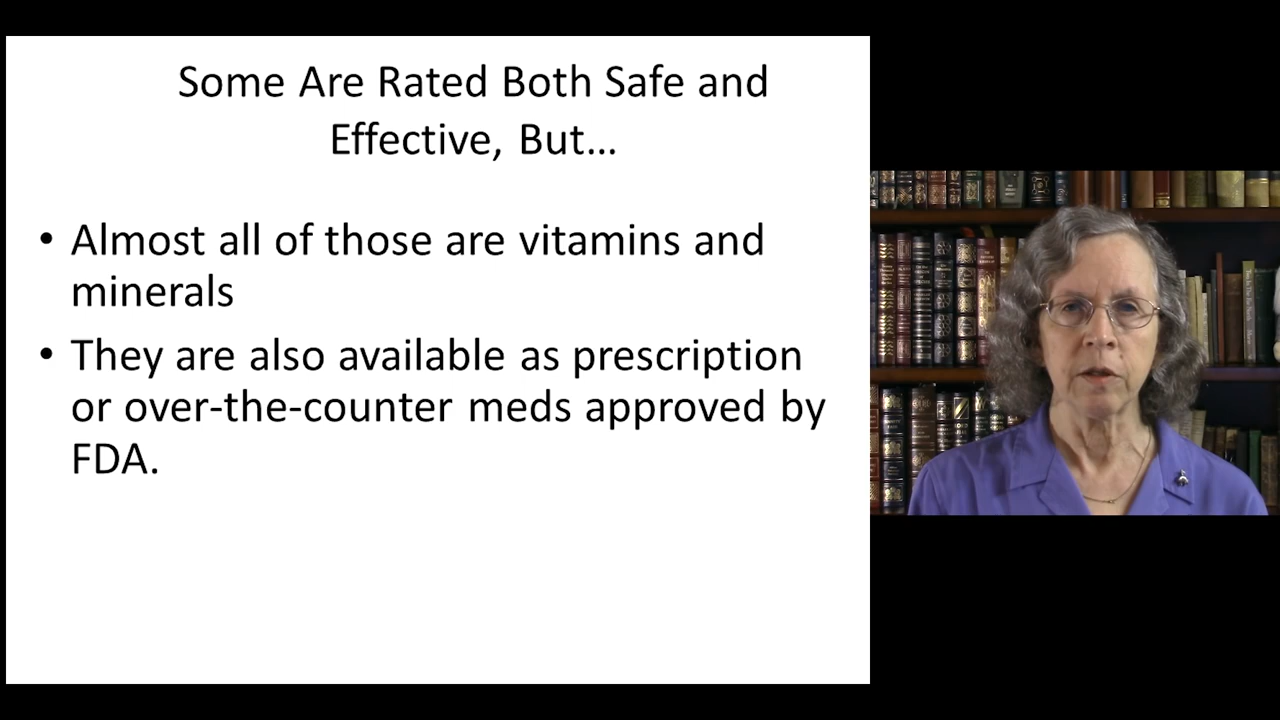 Some Are Rated Both Safe and
Effective, But…
• Almost all of those are vitamins and
minerals
• They are also available as prescription
or over-the-counter meds approved by
FDA.